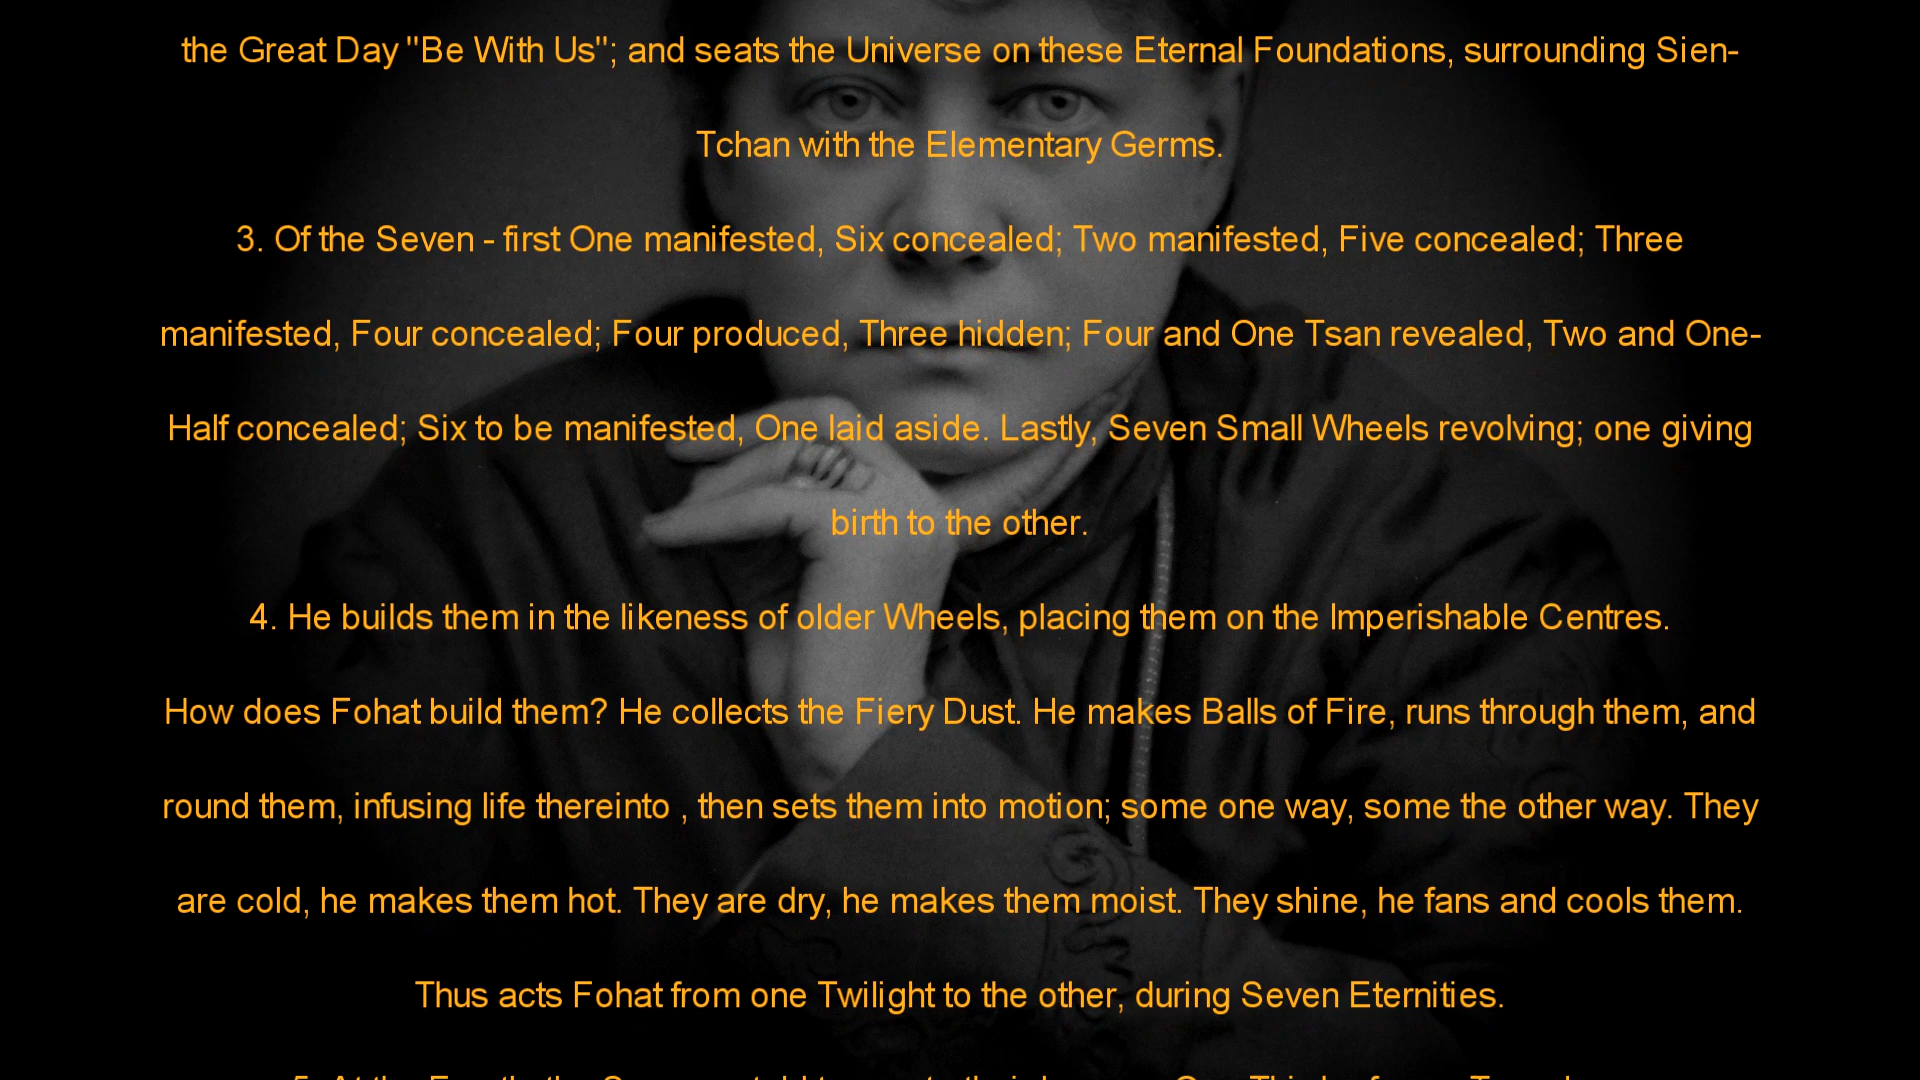 the Great Day "Be With Us"; and seats the Universe on these Eternal Foundations, surrounding Sien-
Tchan with the Elementary Germs.
3. Of the Seven - first One manifested, Six concealed; Two manifested, Five concealed; Three
manifested, Four concealed; Four produced, Three hidden; Four and One Tsan revealed, Two and One-
Half concealed; Six to be manifested, One laid aside. Lastly, Seven Small Wheels revolving; one giving
birth to the other.
4. He builds them in the likeness of older Wheels, placing them on the Imperishable Centres.
How does Fohat build them? He collects the Fiery Dust. He makes Balls of Fire, runs through them, and
round them, infusing life thereinto , then sets them into motion; some one way, some the other way. They
are cold, he makes them hot. They are dry, he makes them moist. They shine, he fans and cools them.
Thus acts Fohat from one Twilight to the other, during Seven Eternities.